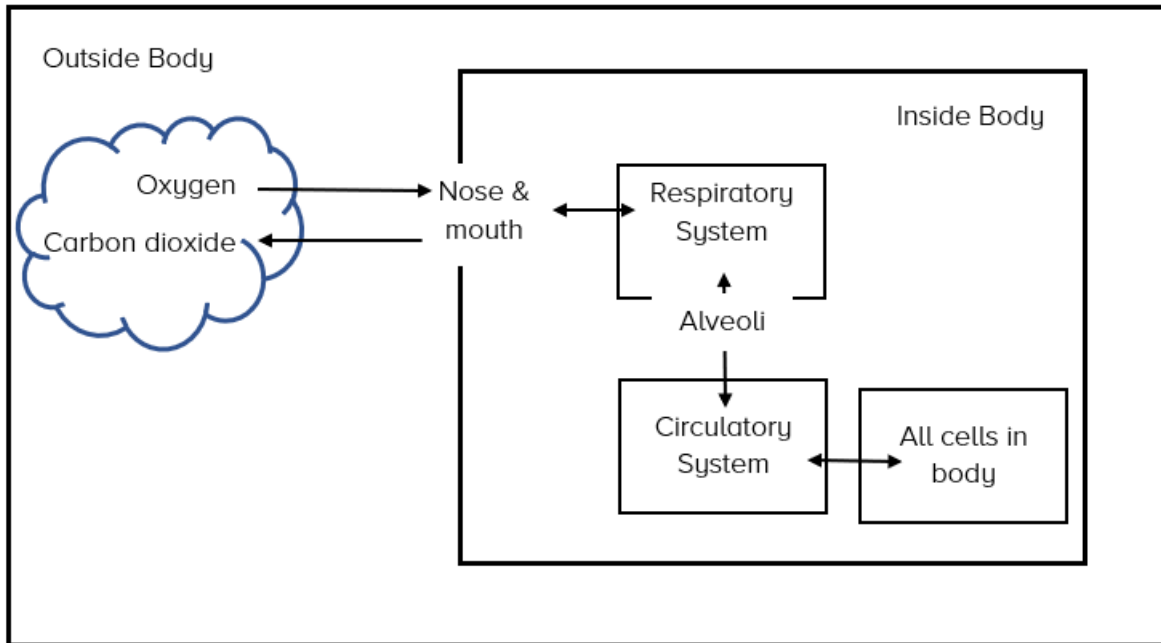 Outside Body
Inside Body
Oxygen
Carbon dioxide
Nose &
mouth
Respiratory
System
Alveoli
Circulatory
System
All cells in
body